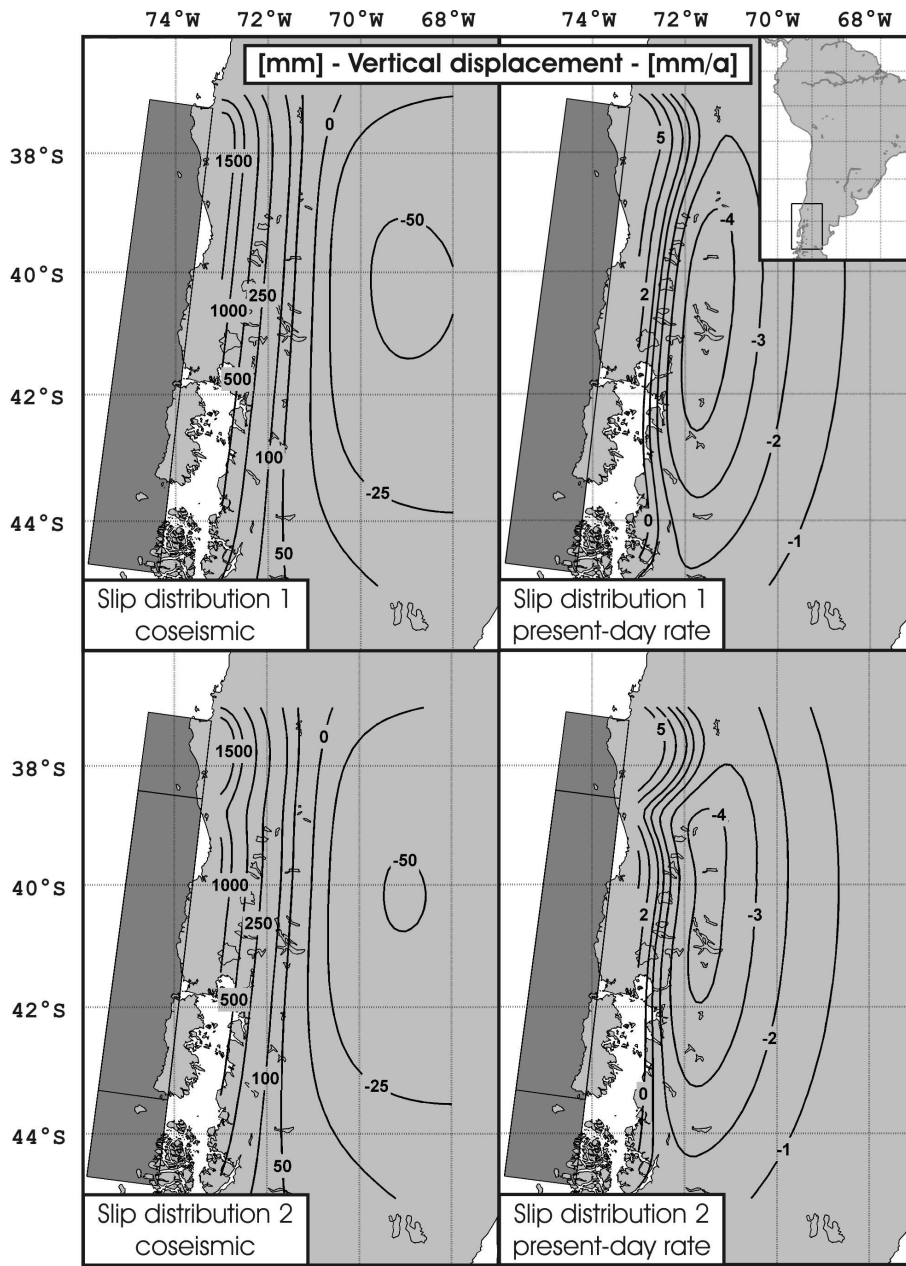 74°W 72°W 70°W 68°W 74°W 72°W 70°W 68°W
[mm] - Vertical displacement - [mm/a]
38°S
40°S
42°S
44°S
0
1500
-50
250
1000
500
100
-25
50
Slip distribution 1
coseismic
5
-4
2
-3
-2
0
-1
Slip distribution 1
present-day rate
38°S
40°S
42°S
44°S
0
1500
-50
1000
250
500
100
-25
50
Slip distribution 2
coseismic
5
-4
2
-3
-2
0
-1
Slip distribution 2
present-day rate